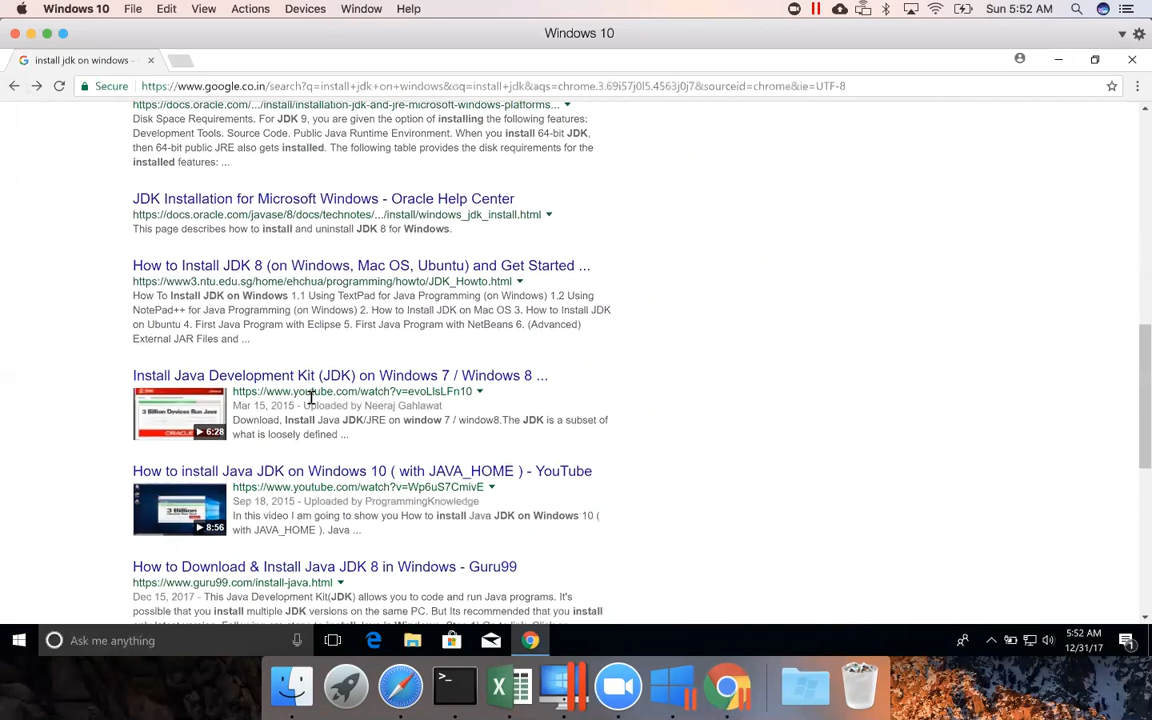 Windows 10 File Edit View Actions Devices Window Help Sun 5:52 AM
Windows 10
install jdk on windows -
Secure https://www.google.co.in/search?q=install+jdk+on+windows&oq=install+jdk&aqs=chrome.3.69i57j0l5.4563j0j7&sourceid=chrome&ie=UTF-8
https://docs.oracle.com/.../install/installation-jdk-and-jre-microsoft-windows-platforms...
Disk Space Requirements. For JDK 9, you are given the option of installing the following features:
Development Tools. Source Code. Public Java Runtime Environment. When you install 64-bit JDK,
then 64-bit public JRE also gets installed. The following table provides the disk requirements for the
installed features: ...
JDK Installation for Microsoft Windows - Oracle Help Center
https://docs.oracle.com/javase/8/docs/technotes/.../install/windows_jdk_install.html
This page describes how to install and uninstall JDK 8 for Windows.
How to Install JDK 8 (on Windows, Mac OS, Ubuntu) and Get Started ...
https://www3.ntu.edu.sg/home/ehchua/programming/howto/JDK_Howto.html
How To Install JDK on Windows 1.1 Using TextPad for Java Programming (on Windows) 1.2 Using
NotePad++ for Java Programming (on Windows) 2. How to Install JDK on Mac OS 3. How to Install JDK
on Ubuntu 4. First Java Program with Eclipse 5. First Java Program with NetBeans 6. (Advanced)
External JAR Files and ...
Install Java Development Kit (JDK) on Windows 7 / Windows 8 ...
https://www.youtube.com/watch?v=evoLlsLFn10
Mar 15, 2015 - Uploaded by Neeraj Gahlawat
Download, Install Java JDK/JRE on window 7 / window8.The JDK is a subset of
what is loosely defined ...
3 Billion Devices Run Java
6:28
How to install Java JDK on Windows 10 ( with JAVA_HOME ) - YouTube
https://www.youtube.com/watch?v=Wp6uS7CmivE
Sep 18, 2015 - Uploaded by ProgrammingKnowledge
In this video I am going to show you How to install Java JDK on Windows 10 (
with JAVA_HOME ). Java ...
3 Billion
8:56
How to Download & Install Java JDK 8 in Windows - Guru99
https://www.guru99.com/install-java.html
Dec 15, 2017 - This Java Development Kit(JDK) allows you to code and run Java programs. It's
possible that you install multiple JDK versions on the same PC. But Its recommended that you install
Ask me anything
5:52 AM
12/31/17
1